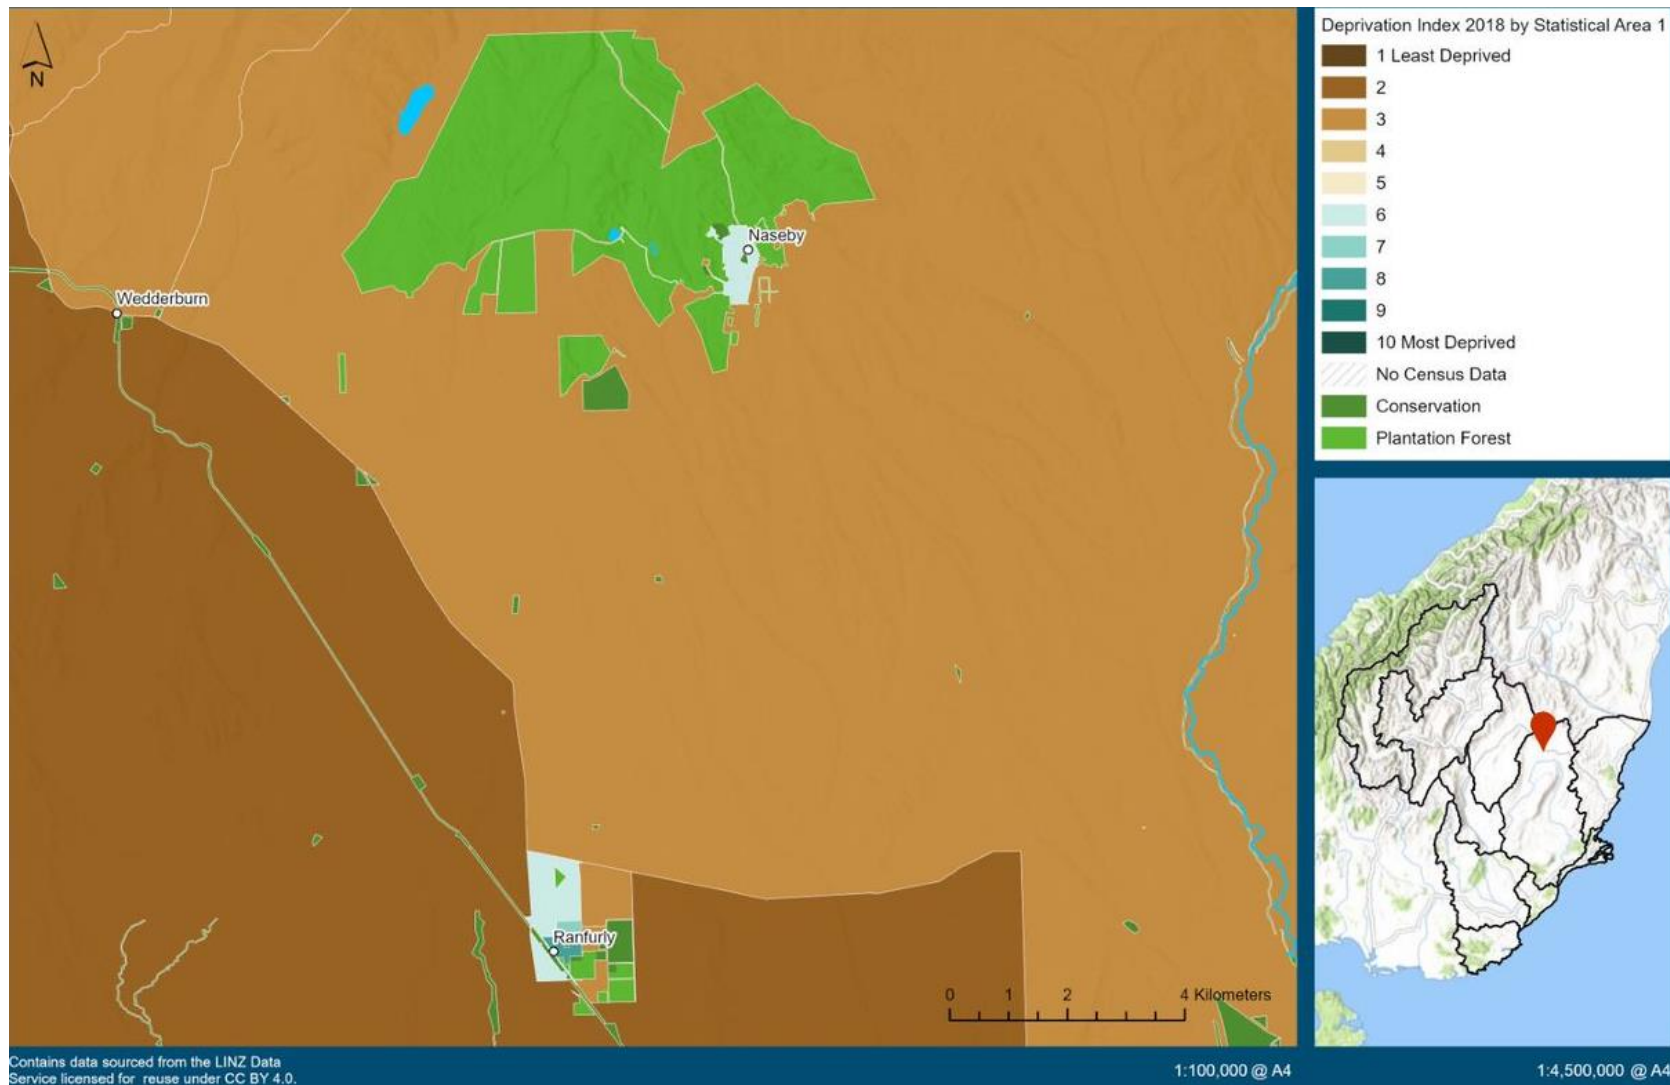 N
Naseby
Wedderburn
Ranfurly
0 1 2 4 Kilometers
Deprivation Index 2018 by Statistical Area 1
1 Least Deprived
2
3
4
5
6
7
8
9
10 Most Deprived
No Census Data
Conservation
Plantation Forest
Contains data sourced from the LINZ Data
Service licensed for reuse under CC BY 4.0.
1:100,000 @ A4
1:4,500,000 @ A4